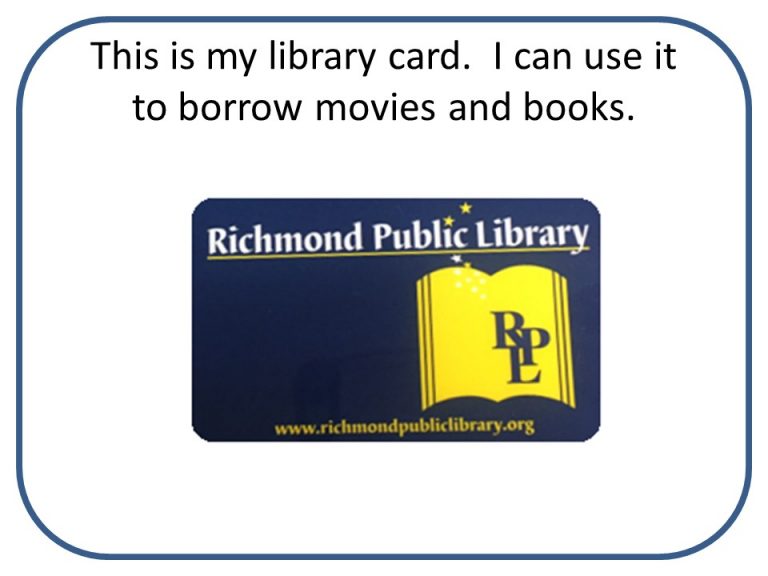 This is my library card.  I can use it
to borrow movies and books.
Richmond Public Library
RPL
www.richmondpubliclibrary.org